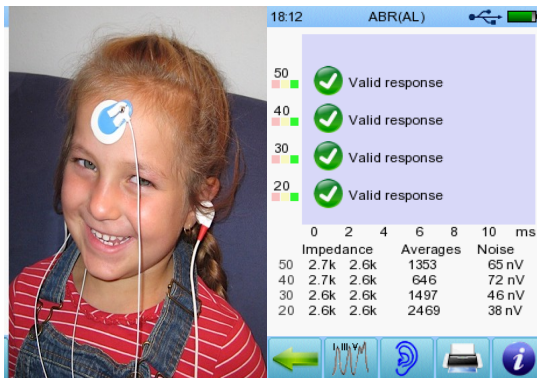 18:12 ABR(AL)
50 Valid response
40 Valid response
30 Valid response
20 Valid response
0 2 4 6 8 10 ms
Impedance Averages Noise
50 2.7k 2.6k 1353 65 nV
40 2.7k 2.6k 646 72 nV
30 2.6k 2.6k 1497 46 nV
20 2.6k 2.6k 2469 38 nV
I III V
i